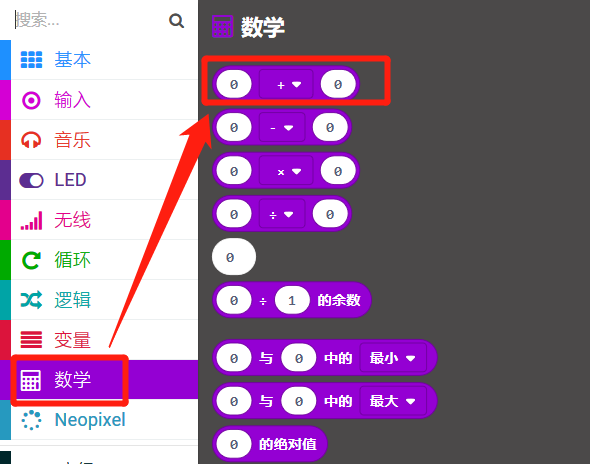 搜索...
基本
输入
音乐
LED
无线
循环
逻辑
变量
数学
Neopixel
数学
0 + 0
0 - 0
0 × 0
0 ÷ 0
0
0 ÷ 1 的余数
0 与 0 中的 最小
0 与 0 中的 最大
0 的绝对值